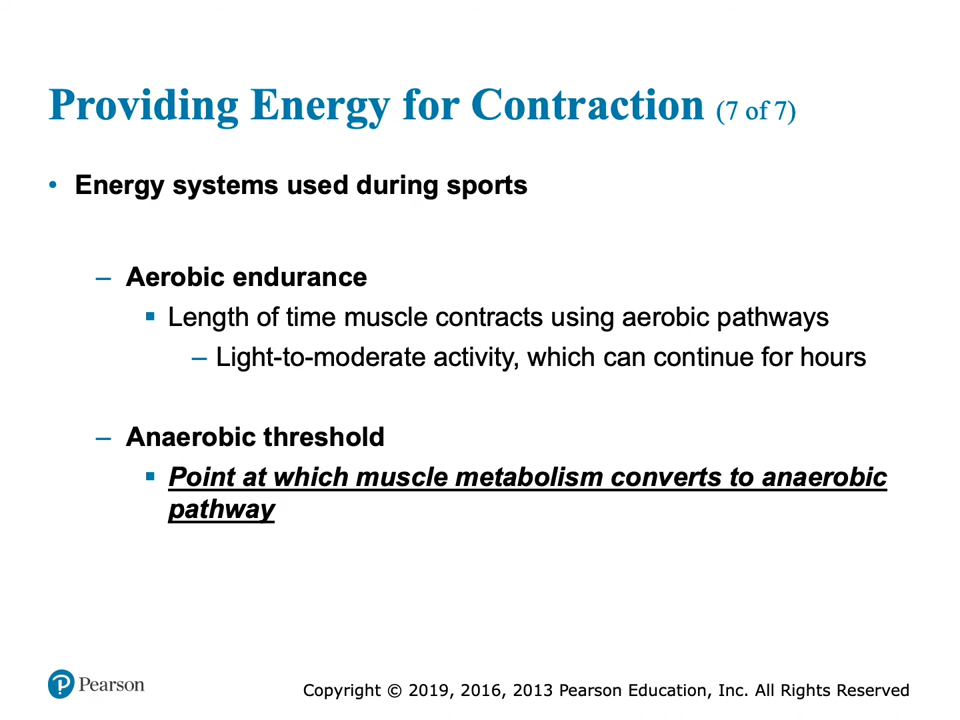 Providing Energy for Contraction (7 of 7)
• Energy systems used during sports
– Aerobic endurance
▪ Length of time muscle contracts using aerobic pathways
– Light-to-moderate activity, which can continue for hours
– Anaerobic threshold
▪ Point at which muscle metabolism converts to anaerobic
pathway
Pearson
Copyright © 2019, 2016, 2013 Pearson Education, Inc. All Rights Reserved